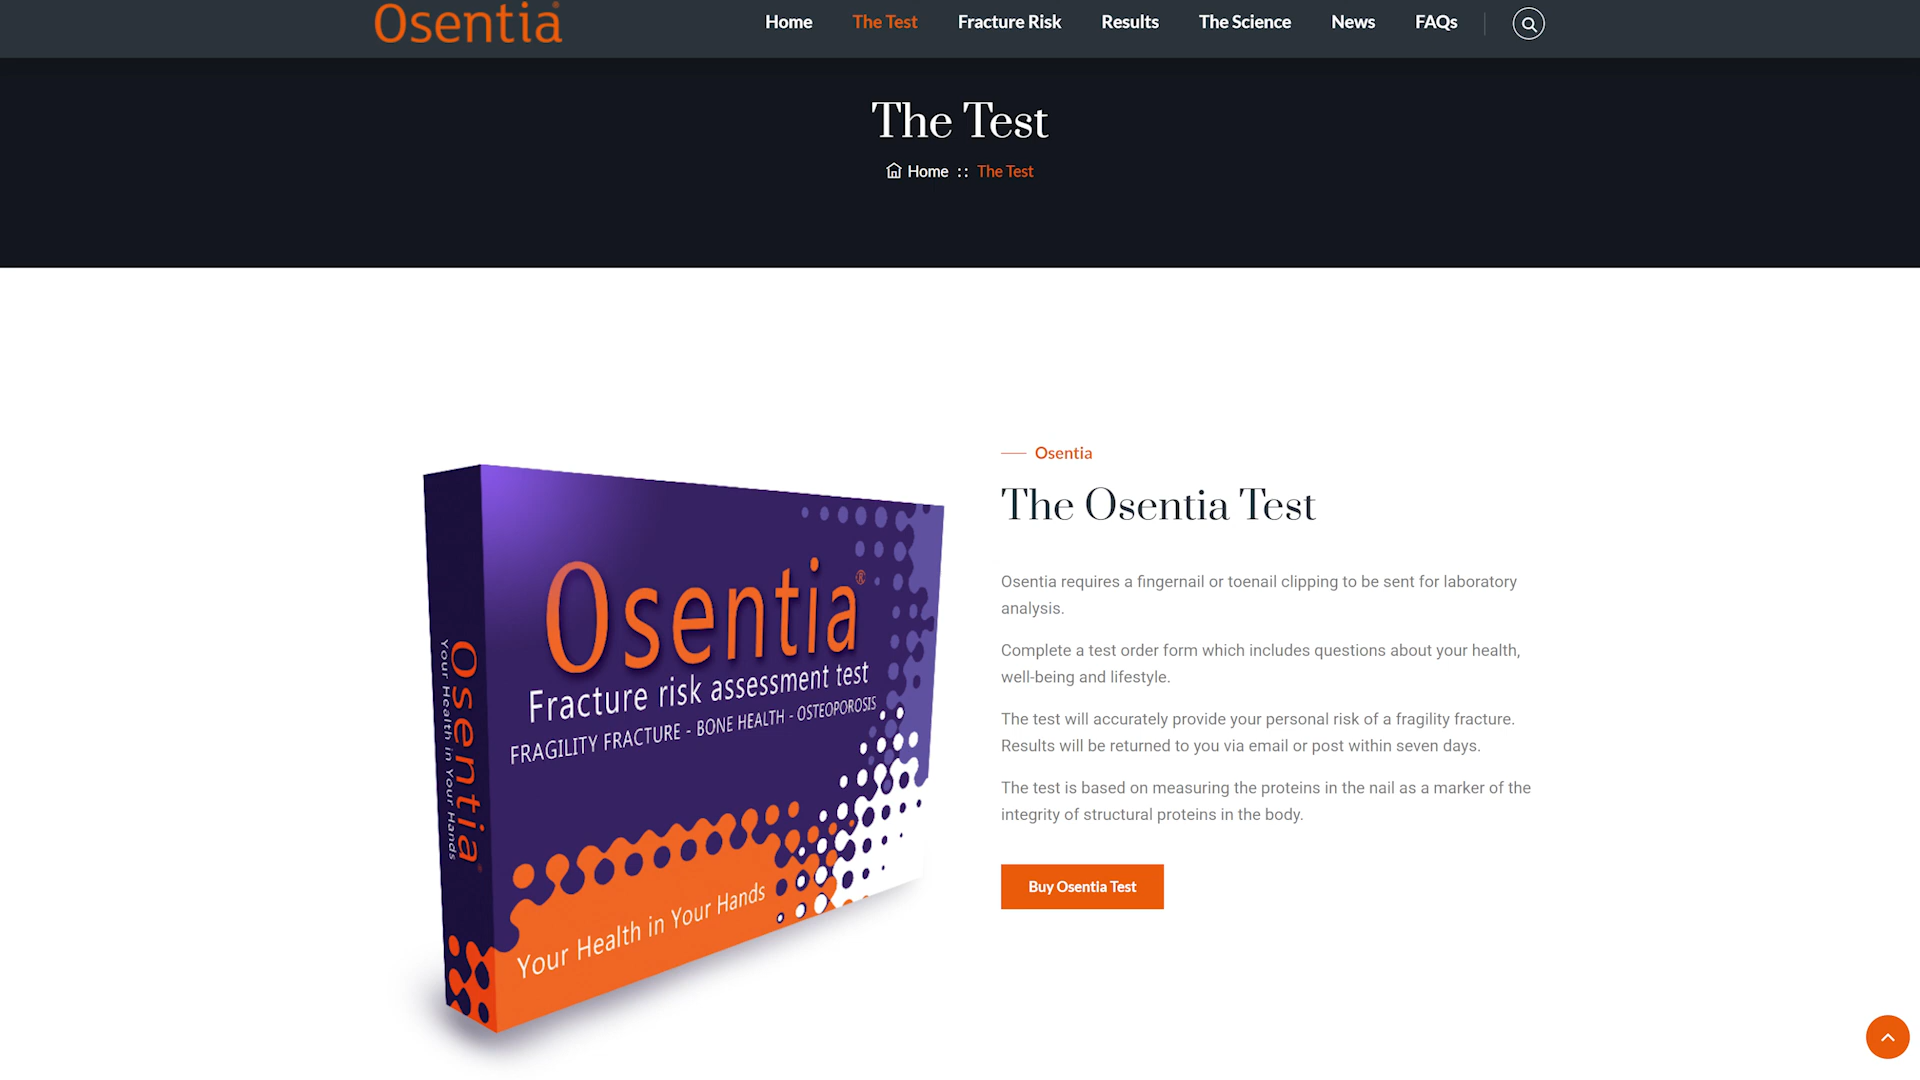 Osentia
Home The Test Fracture Risk Results The Science News FAQs
The Test
Home :: The Test
Osentia
The Osentia Test
Osentia requires a fingernail or toenail clipping to be sent for laboratory
analysis.
Complete a test order form which includes questions about your health,
well-being and lifestyle.
The test will accurately provide your personal risk of a fragility fracture.
Results will be returned to you via email or post within seven days.
The test is based on measuring the proteins in the nail as a marker of the
integrity of structural proteins in the body.
Buy Osentia Test
Osentia®
Fracture risk assessment test
FRAGILITY FRACTURE - BONE HEALTH - OSTEOPOROSIS
Your Health in Your Hands
Osentia
Your Health in Your Hands